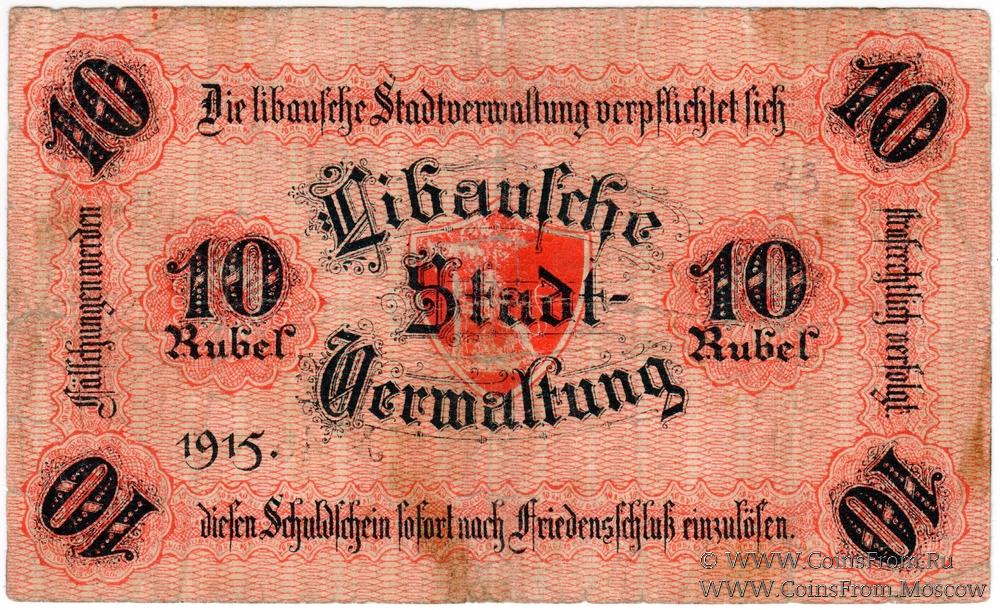 10
10
Die libausche Stadtverwaltung verpflichtet sich
23
Libausche
Stadt-
Verwaltung
10
Rubel
10
Rubel
Fälschungen werden
strafrechtlich verfolgt
1915.
10
10
diesen Schuldschein sofort nach Friedensschluß einzulösen.
© WWW.CoinsFrom.Ru
WWW.CoinsFrom.Moscow